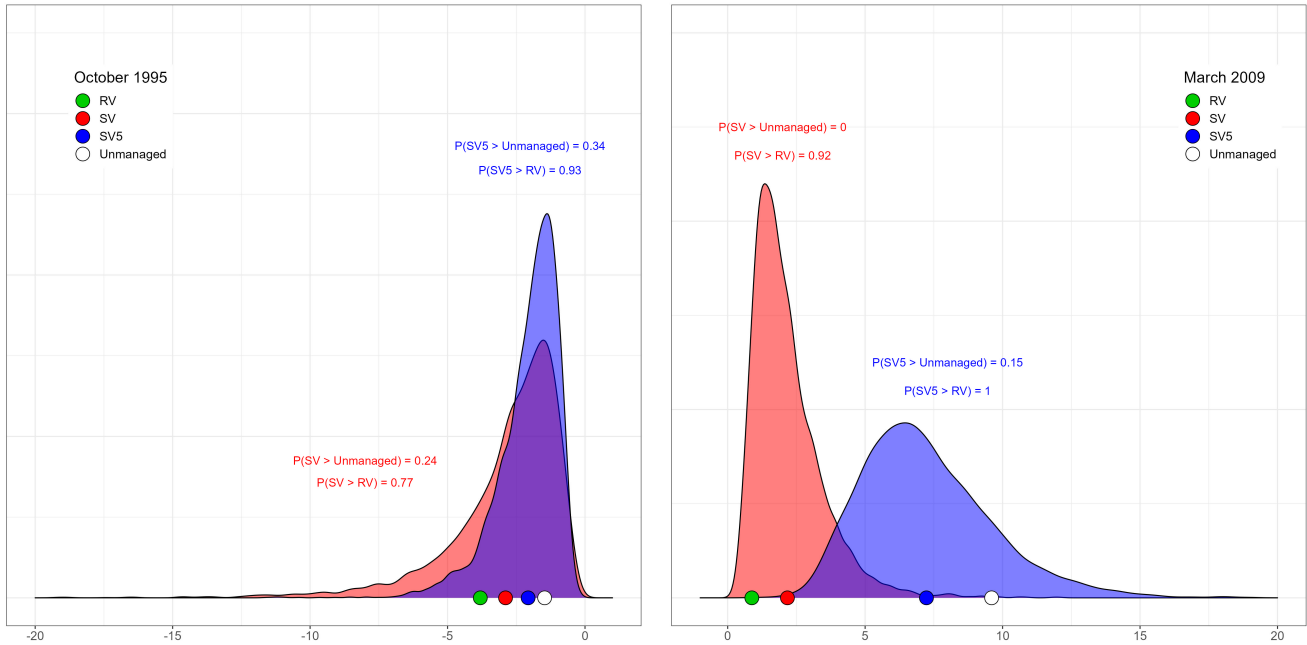 October 1995
RV
SV
SV5
Unmanaged
P(SV5 > Unmanaged) = 0.34
P(SV5 > RV) = 0.93
P(SV > Unmanaged) = 0.24
P(SV > RV) = 0.77
-20
-15
-10
-5
0
March 2009
RV
SV
SV5
Unmanaged
P(SV > Unmanaged) = 0
P(SV > RV) = 0.92
P(SV5 > Unmanaged) = 0.15
P(SV5 > RV) = 1
0
5
10
15
20